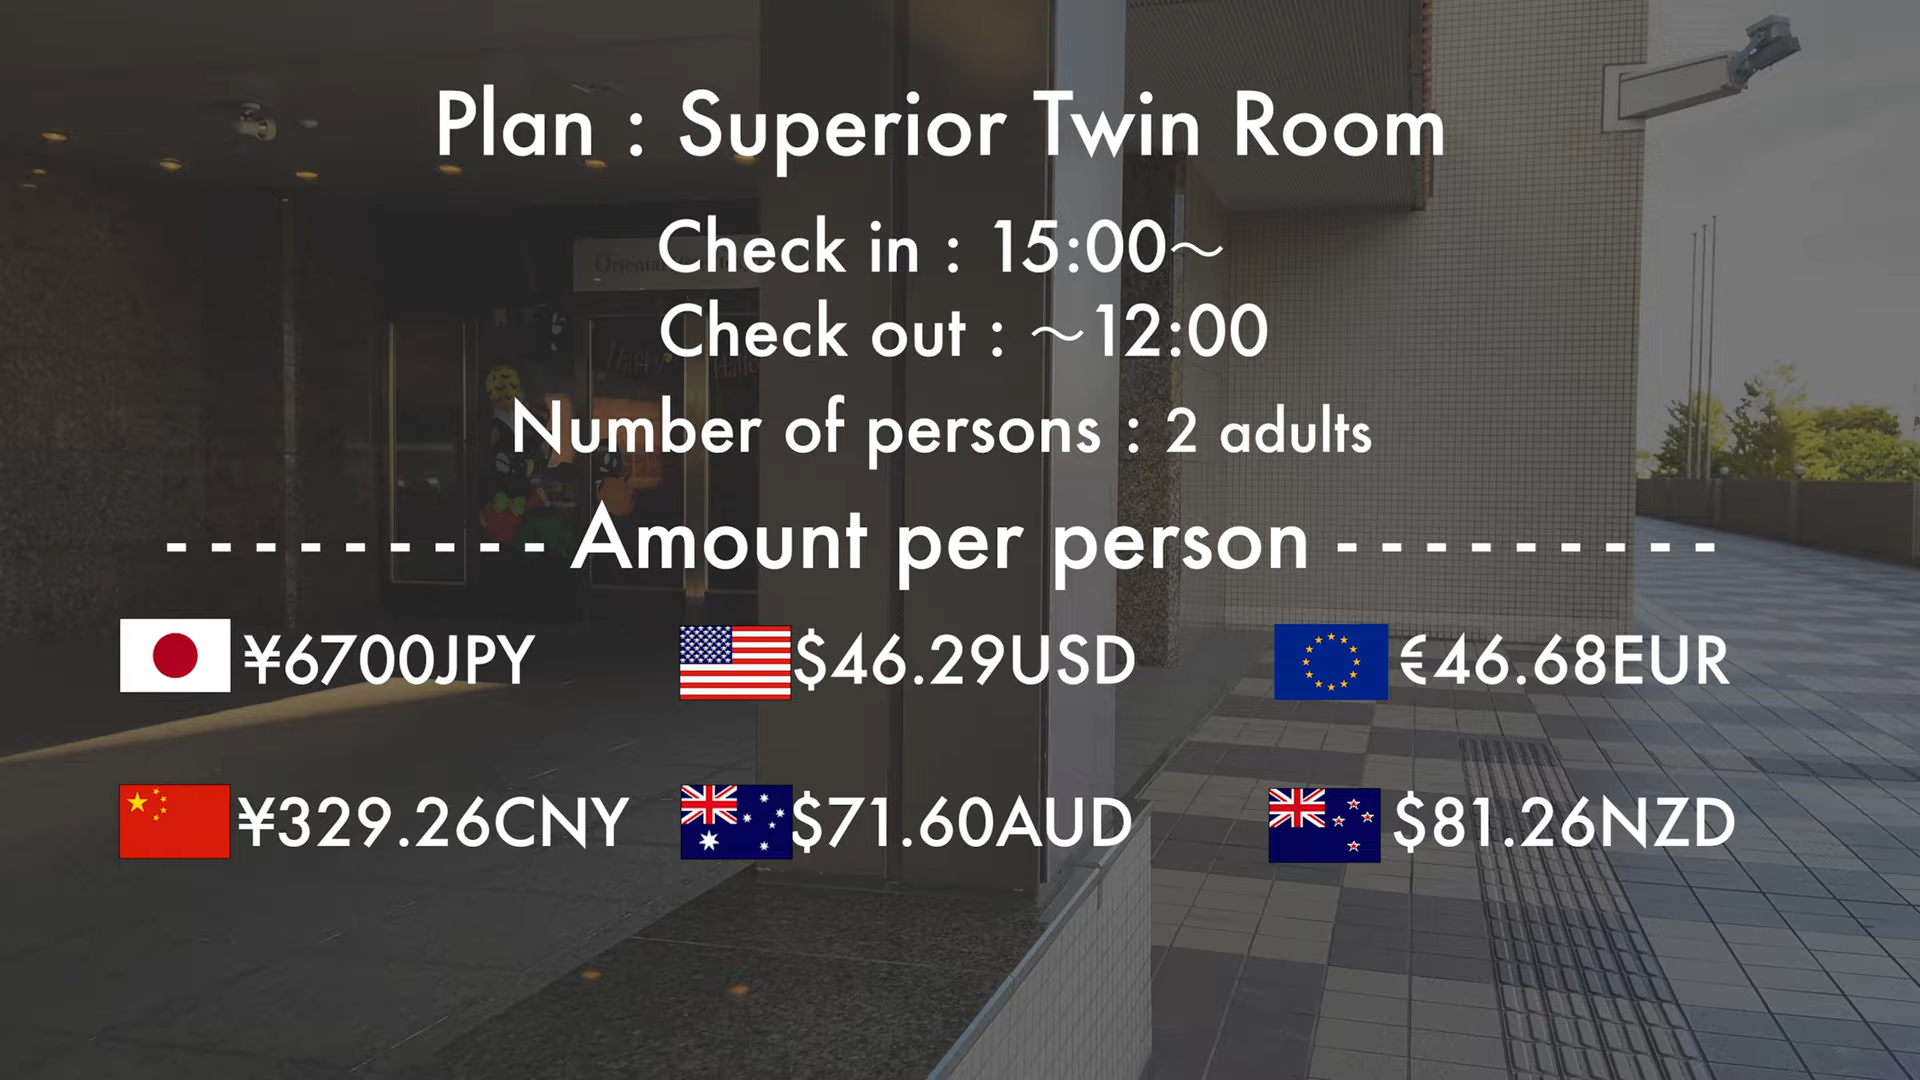 Plan : Superior Twin Room
Check in : 15:00～
Check out : ～12:00
Number of persons : 2 adults
- - - - - - - - - Amount per person - - - - - - - - -
¥6700JPY $46.29USD €46.68EUR
¥329.26CNY $71.60AUD $81.26NZD
Happy